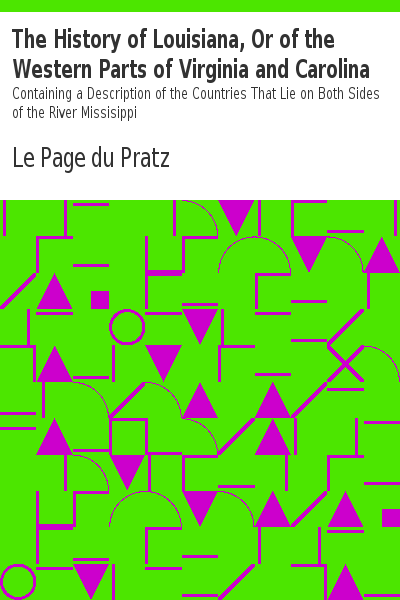 The History of Louisiana, Or of the
Western Parts of Virginia and Carolina
Containing a Description of the Countries That Lie on Both Sides
of the River Missisippi
Le Page du Pratz